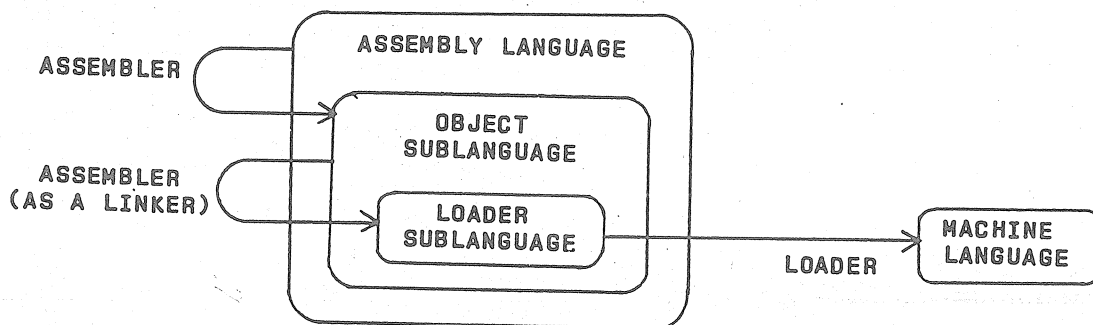 ASSEMBLY LANGUAGE
ASSEMBLER
OBJECT
SUBLANGUAGE
ASSEMBLER
(AS A LINKER)
LOADER
SUBLANGUAGE
MACHINE
LANGUAGE
LOADER